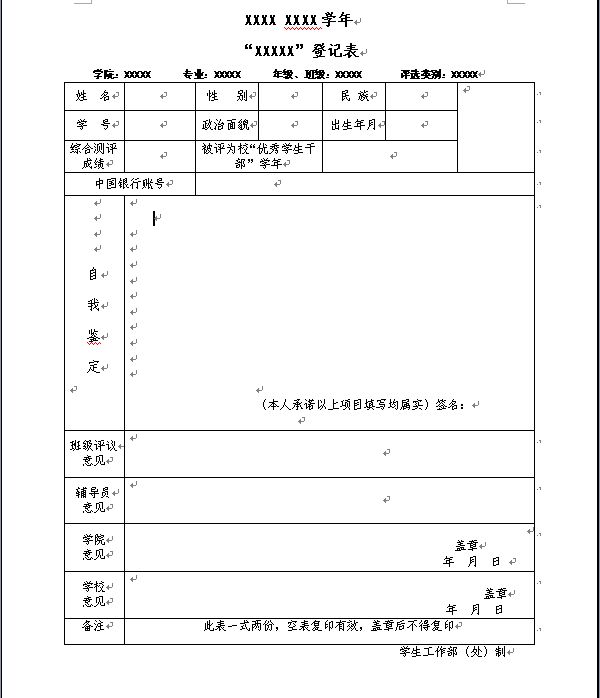 XXXX XXXX学年
“XXXXX”登记表
学院：XXXXX 专业：XXXXX 年级、班级：XXXXX 评选类别：XXXXX
姓 名 性 别 民 族
学 号 政治面貌 出生年月
综合测评
成绩
被评为校“优秀学生干
部”学年
中国银行账号
自
我
鉴
定
（本人承诺以上项目填写均属实）签名：
班级评议
意见
辅导员
意见
学院
意见
盖章
年 月 日
学校
意见
盖章
年 月 日
备注 此表一式两份，空表复印有效，盖章后不得复印
学生工作部（处）制